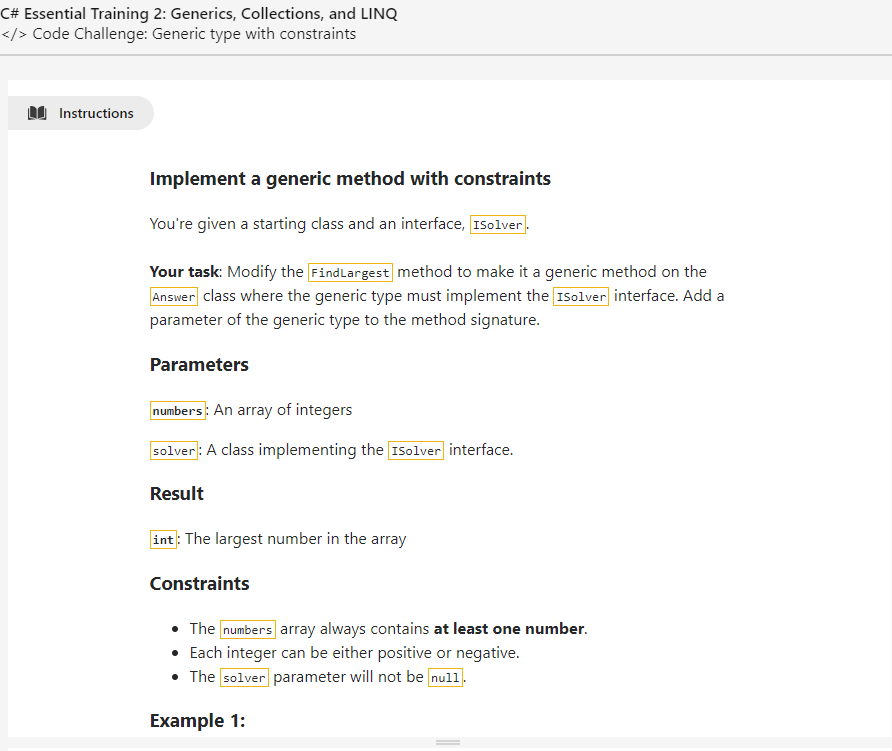 C# Essential Training 2: Generics, Collections, and LINQ
</> Code Challenge: Generic type with constraints
Instructions
Implement a generic method with constraints
You're given a starting class and an interface, ISolver.
Your task: Modify the FindLargest method to make it a generic method on the
Answer class where the generic type must implement the ISolver interface. Add a
parameter of the generic type to the method signature.
Parameters
numbers: An array of integers
solver: A class implementing the ISolver interface.
Result
int: The largest number in the array
Constraints
• The numbers array always contains at least one number.
• Each integer can be either positive or negative.
• The solver parameter will not be null.
Example 1: